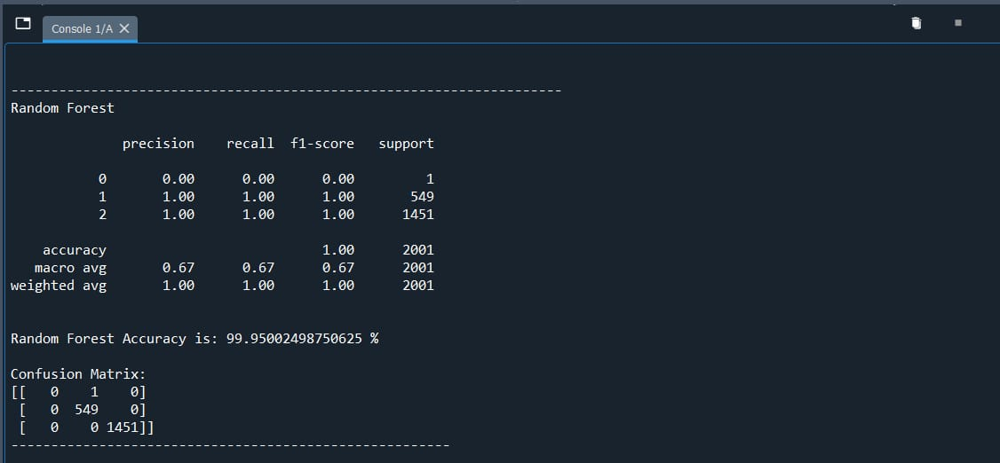 Console 1/A
---------------------------------------------------------------------
Random Forest
              precision    recall  f1-score   support
           0       0.00      0.00      0.00         1
           1       1.00      1.00      1.00       549
           2       1.00      1.00      1.00      1451
    accuracy                           1.00      2001
   macro avg       0.67      0.67      0.67      2001
weighted avg       1.00      1.00      1.00      2001
Random Forest Accuracy is: 99.95002498750625 %
Confusion Matrix:
[[   0    1    0]
 [   0  549    0]
 [   0    0 1451]]
-------------------------------------------------------